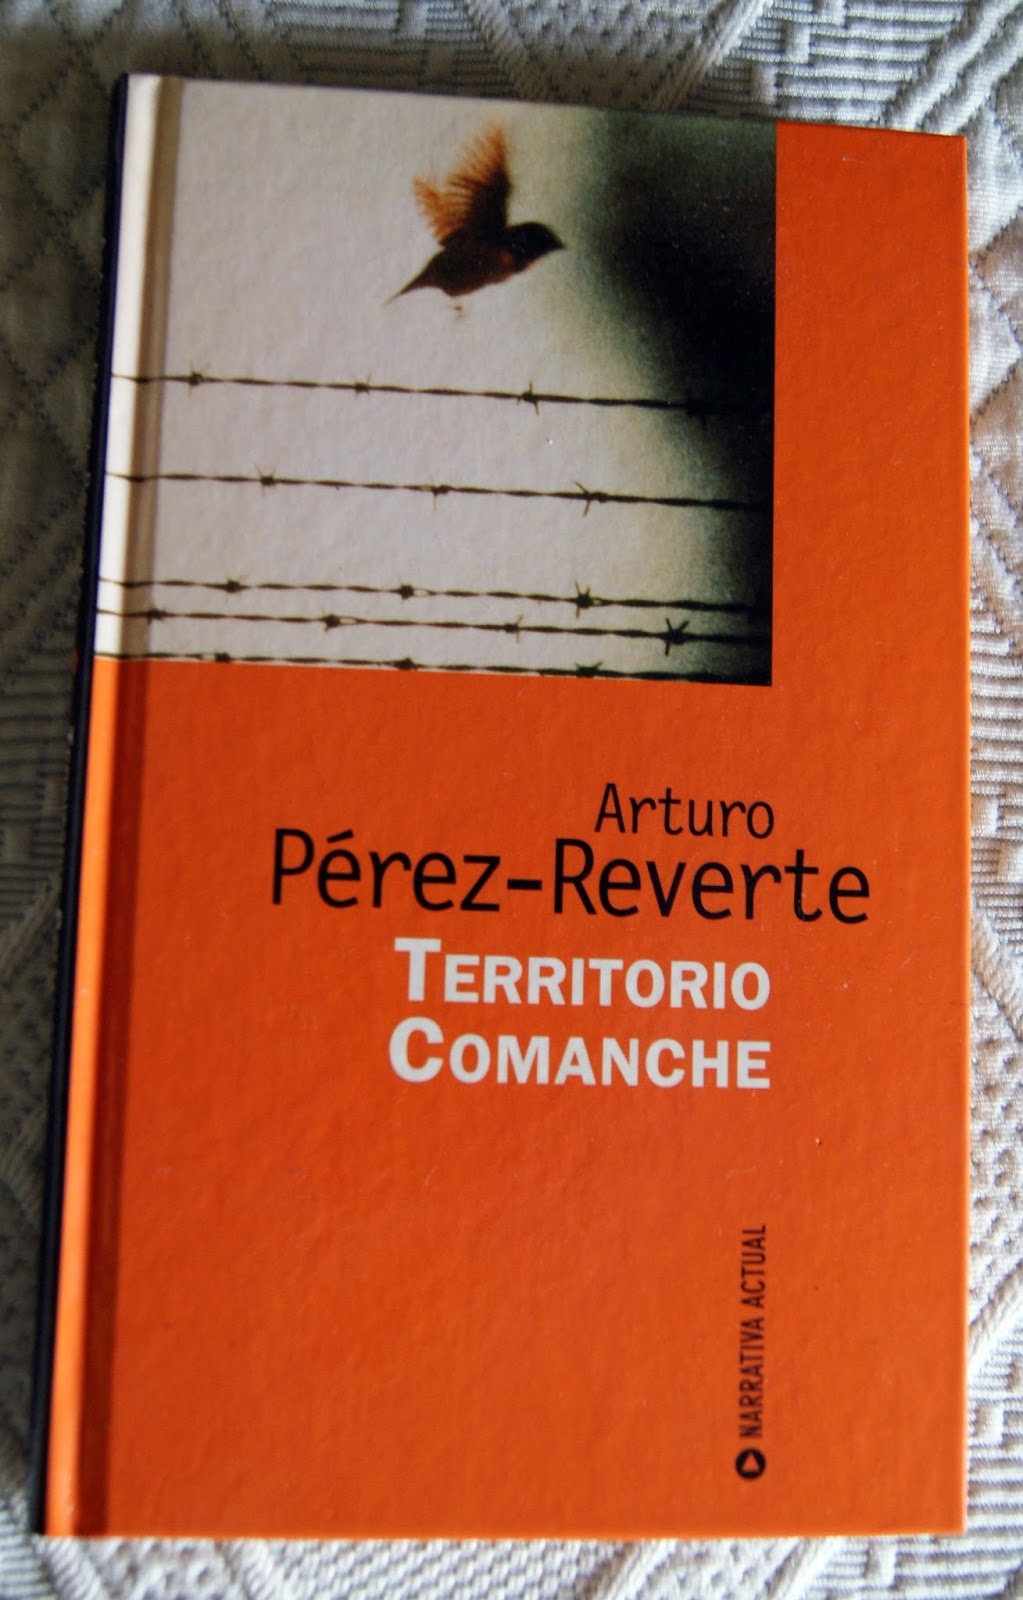 Arturo
Pérez-Reverte
TERRITORIO
COMANCHE
NARRATIVA ACTUAL